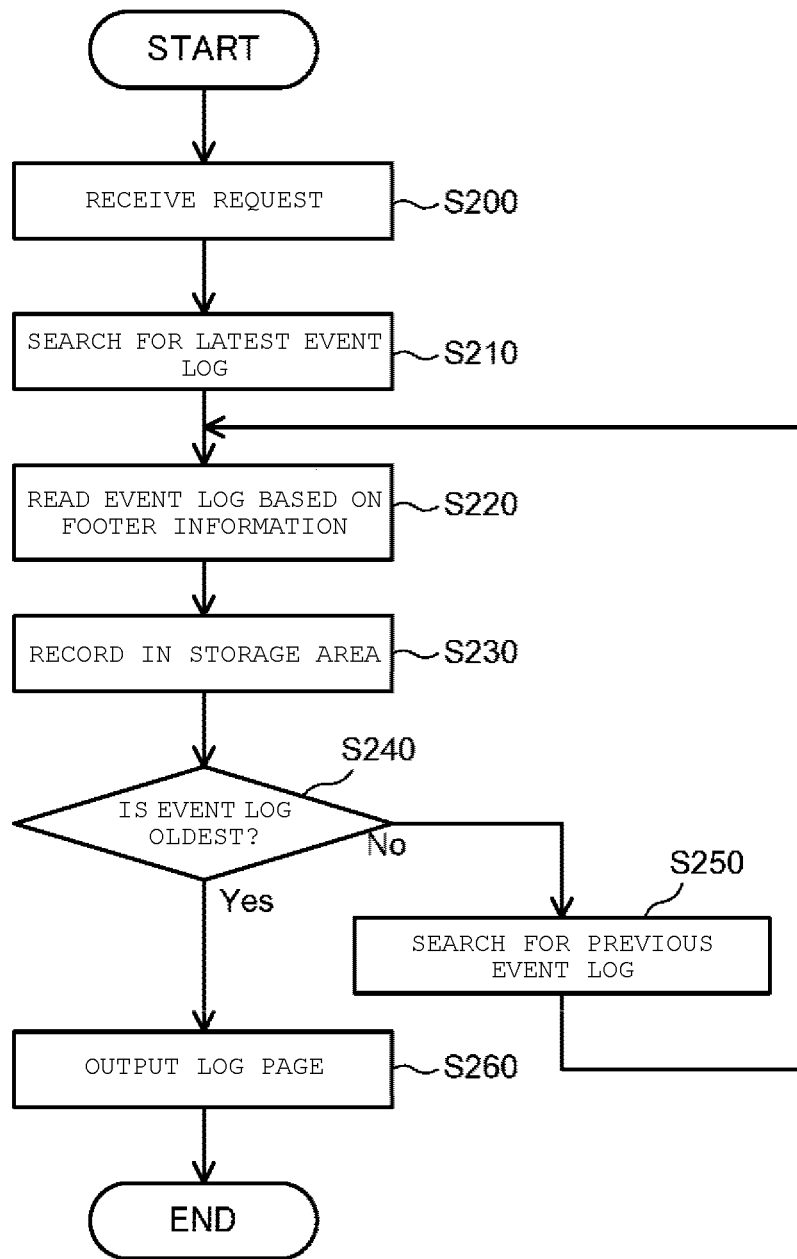 START
RECEIVE REQUEST
S200
SEARCH FOR LATEST EVENT
LOG
S210
READ EVENT LOG BASED ON
FOOTER INFORMATION
S220
RECORD IN STORAGE AREA
S230
S240
IS EVENT LOG
OLDEST?
No
Yes
S250
SEARCH FOR PREVIOUS
EVENT LOG
OUTPUT LOG PAGE
S260
END